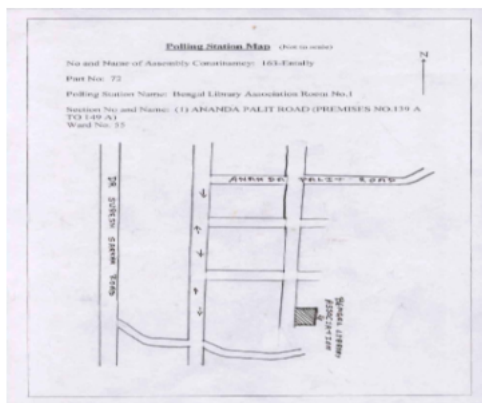 Polling Station Map (Not to scale)
No and Name of Assembly Constituency: 163-Entally
N
Part No: 72
Polling Station Name: Bengal Library Association Room No.1
Section No and Name: (1) ANANDA PALIT ROAD (PREMISES NO.139 A
TO 149 A)
Ward No: 55
ANANDA PALIT ROAD
DR SURESH SARKAR ROAD
BENGAL LIBRARY
ASSOCIATION